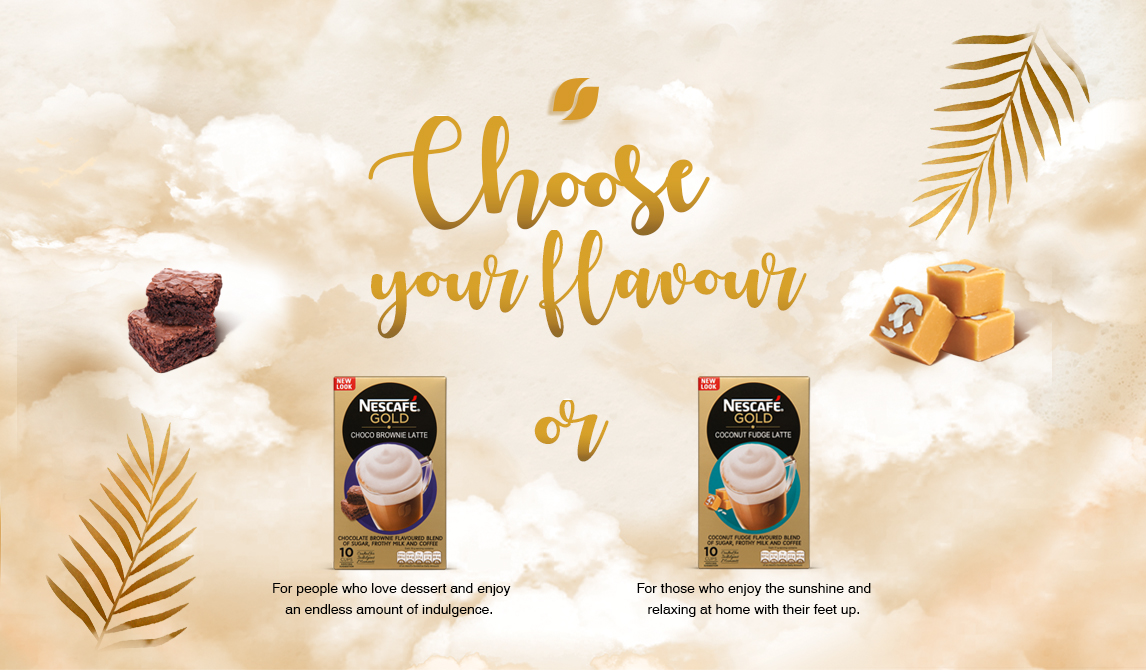 Choose
your flavour
or
NEW
LOOK
NESCAFÉ.
GOLD
CHOCO BROWNIE LATTE
CHOCOLATE BROWNIE FLAVOURED BLEND
OF SUGAR, FROTHY MILK AND COFFEE
10
For people who love dessert and enjoy
an endless amount of indulgence.
NEW
LOOK
NESCAFÉ.
GOLD
COCONUT FUDGE LATTE
COCONUT FUDGE FLAVOURED BLEND
OF SUGAR, FROTHY MILK AND COFFEE
10
For those who enjoy the sunshine and
relaxing at home with their feet up.